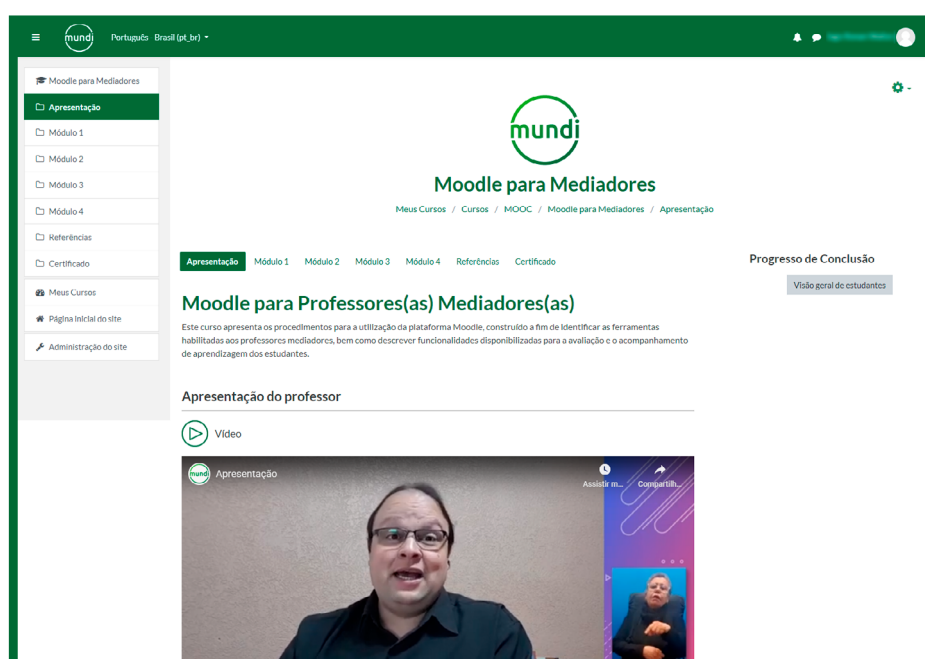 mundi
Português Brasil (pt_br)
Moodle para Mediadores
Apresentação
Módulo 1
Módulo 2
Módulo 3
Módulo 4
Referências
Certificado
Meus Cursos
Página inicial do site
Administração do site
mundi
Moodle para Mediadores
Meus Cursos / Cursos / MOOC / Moodle para Mediadores / Apresentação
Apresentação Módulo 1 Módulo 2 Módulo 3 Módulo 4 Referências Certificado
Moodle para Professores(as) Mediadores(as)
Este curso apresenta os procedimentos para a utilização da plataforma Moodle, construído a fim de identificar as ferramentas
habilitadas aos professores mediadores, bem como descrever funcionalidades disponibilizadas para a avaliação e o acompanhamento
de aprendizagem dos estudantes.
Apresentação do professor
Vídeo
mundi Apresentação
Assistir m... Compartilh...
Progresso de Conclusão
Visão geral de estudantes